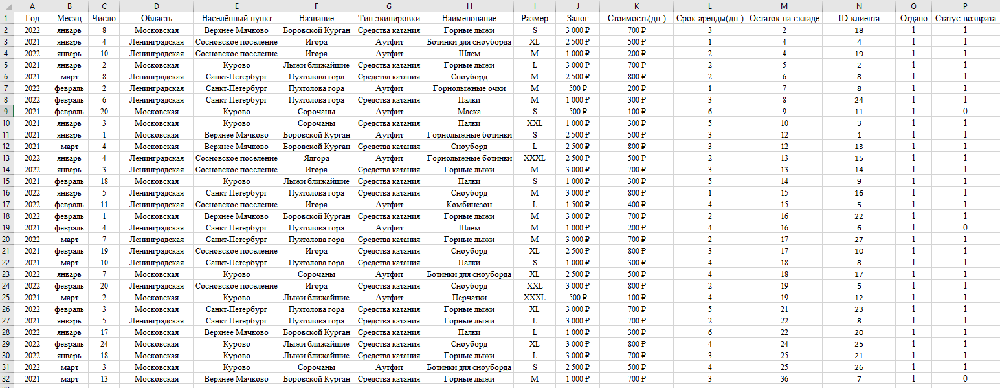 A B C D E F G H I J K L M N O P
1 Год Месяц Число Область Населённый пункт Название Тип экипировки Наименование Размер Залог Стоимость(дн.) Срок аренды(дн.) Остаток на складе ID клиента Отдано Статус возврата
2 2022 январь 8 Московская Верхнее Мячково Боровской Курган Средства катания Горные лыжи S 3 000 ₽ 700 ₽ 3 2 18 1 1
3 2021 январь 4 Ленинградская Сосновское поселение Игора Аутфит Ботинки для сноуборда XL 2 500 ₽ 500 ₽ 1 4 4 1 1
4 2022 январь 10 Ленинградская Сосновское поселение Игора Аутфит Шлем M 1 000 ₽ 200 ₽ 2 4 19 1 1
5 2021 январь 2 Московская Курово Лыжи ближайшие Средства катания Горные лыжи L 3 000 ₽ 700 ₽ 2 5 2 1 1
6 2021 март 8 Ленинградская Санкт-Петербург Пухтолова гора Средства катания Сноуборд M 2 500 ₽ 800 ₽ 2 6 8 1 1
7 2022 февраль 2 Ленинградская Санкт-Петербург Пухтолова гора Аутфит Горнолыжные очки M 500 ₽ 200 ₽ 1 7 8 1 1
8 2022 февраль 6 Ленинградская Санкт-Петербург Пухтолова гора Средства катания Палки M 1 000 ₽ 300 ₽ 3 8 24 1 1
9 2021 февраль 20 Московская Курово Сорочаны Аутфит Маска S 500 ₽ 100 ₽ 6 9 11 1 0
10 2021 январь 3 Московская Курово Сорочаны Средства катания Палки XXL 1 000 ₽ 300 ₽ 5 10 3 1 1
11 2021 январь 1 Московская Верхнее Мячково Боровской Курган Аутфит Горнолыжные ботинки S 2 500 ₽ 500 ₽ 3 12 1 1 1
12 2021 март 4 Московская Верхнее Мячково Боровской Курган Средства катания Сноуборд L 2 500 ₽ 800 ₽ 3 12 13 1 1
13 2022 январь 4 Ленинградская Сосновское поселение Ялгора Аутфит Горнолыжные ботинки XXXL 2 500 ₽ 500 ₽ 2 13 15 1 1
14 2022 январь 3 Ленинградская Сосновское поселение Игора Средства катания Горные лыжи M 3 000 ₽ 700 ₽ 3 13 14 1 1
15 2021 февраль 18 Московская Курово Лыжи ближайшие Средства катания Палки S 1 000 ₽ 300 ₽ 5 14 9 1 1
16 2022 январь 5 Ленинградская Санкт-Петербург Пухтолова гора Средства катания Сноуборд M 3 000 ₽ 800 ₽ 1 15 16 1 1
17 2022 февраль 11 Ленинградская Сосновское поселение Игора Аутфит Комбинезон L 1 500 ₽ 400 ₽ 4 15 5 1 1
18 2022 февраль 1 Московская Верхнее Мячково Боровской Курган Средства катания Горные лыжи M 3 000 ₽ 700 ₽ 2 16 22 1 1
19 2021 февраль 4 Ленинградская Санкт-Петербург Пухтолова гора Аутфит Шлем M 1 000 ₽ 200 ₽ 4 16 6 1 0
20 2022 март 7 Ленинградская Санкт-Петербург Пухтолова гора Средства катания Горные лыжи M 3 000 ₽ 700 ₽ 2 17 27 1 1
21 2021 февраль 19 Ленинградская Сосновское поселение Игора Средства катания Сноуборд XL 2 500 ₽ 800 ₽ 3 17 10 1 1
22 2021 март 10 Ленинградская Санкт-Петербург Пухтолова гора Средства катания Палки S 1 000 ₽ 300 ₽ 4 18 8 1 1
23 2022 январь 7 Московская Курово Сорочаны Аутфит Ботинки для сноуборда XL 2 500 ₽ 500 ₽ 4 18 17 1 1
24 2022 февраль 20 Ленинградская Сосновское поселение Игора Средства катания Сноуборд XXL 3 000 ₽ 800 ₽ 2 19 5 1 1
25 2021 март 2 Московская Курово Лыжи ближайшие Аутфит Перчатки XXXL 500 ₽ 100 ₽ 4 19 12 1 1
26 2022 февраль 3 Московская Санкт-Петербург Пухтолова гора Средства катания Горные лыжи XL 3 000 ₽ 700 ₽ 5 21 23 1 1
27 2021 январь 5 Ленинградская Санкт-Петербург Пухтолова гора Средства катания Горные лыжи L 3 000 ₽ 700 ₽ 2 22 8 1 1
28 2022 январь 17 Московская Верхнее Мячково Боровской Курган Средства катания Палки L 1 000 ₽ 300 ₽ 6 22 20 1 1
29 2022 февраль 24 Московская Курово Лыжи ближайшие Средства катания Сноуборд XL 3 000 ₽ 800 ₽ 4 24 25 1 1
30 2022 январь 18 Московская Курово Лыжи ближайшие Средства катания Горные лыжи L 3 000 ₽ 700 ₽ 3 25 21 1 1
31 2022 март 3 Московская Курово Сорочаны Аутфит Ботинки для сноуборда S 2 500 ₽ 500 ₽ 4 25 26 1 1
32 2021 март 13 Московская Верхнее Мячково Боровской Курган Средства катания Горные лыжи M 1 000 ₽ 700 ₽ 3 36 7 1 0